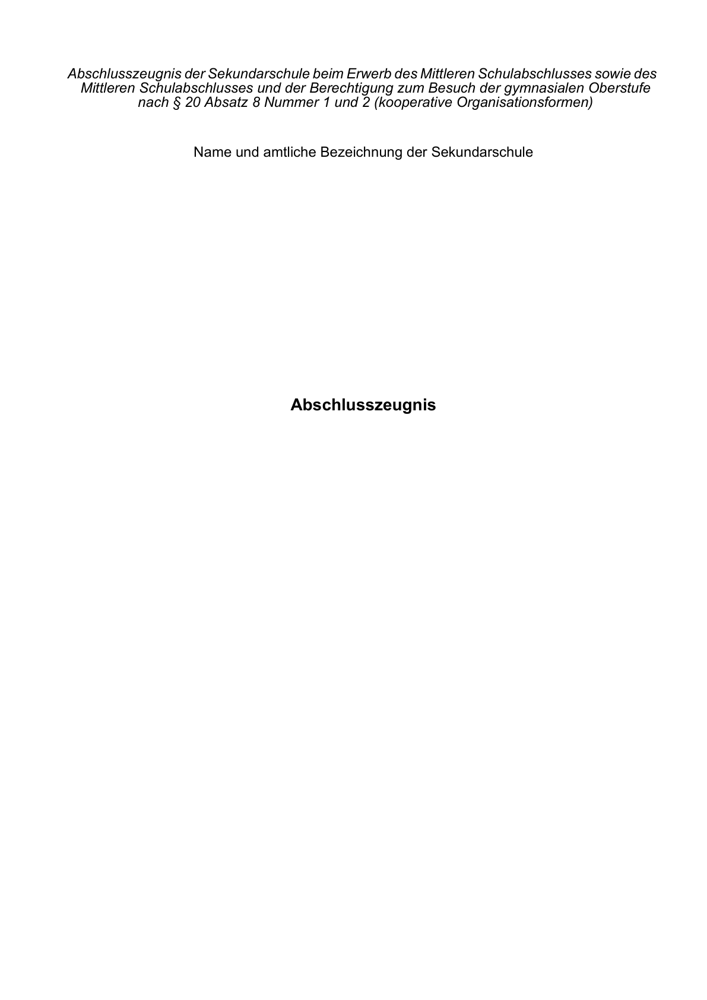 Abschlusszeugnis der Sekundarschule beim Erwerb des Mittleren Schulabschlusses sowie des
Mittleren Schulabschlusses und der Berechtigung zum Besuch der gymnasialen Oberstufe
nach § 20 Absatz 8 Nummer 1 und 2 (kooperative Organisationsformen)
Name und amtliche Bezeichnung der Sekundarschule
Abschlusszeugnis